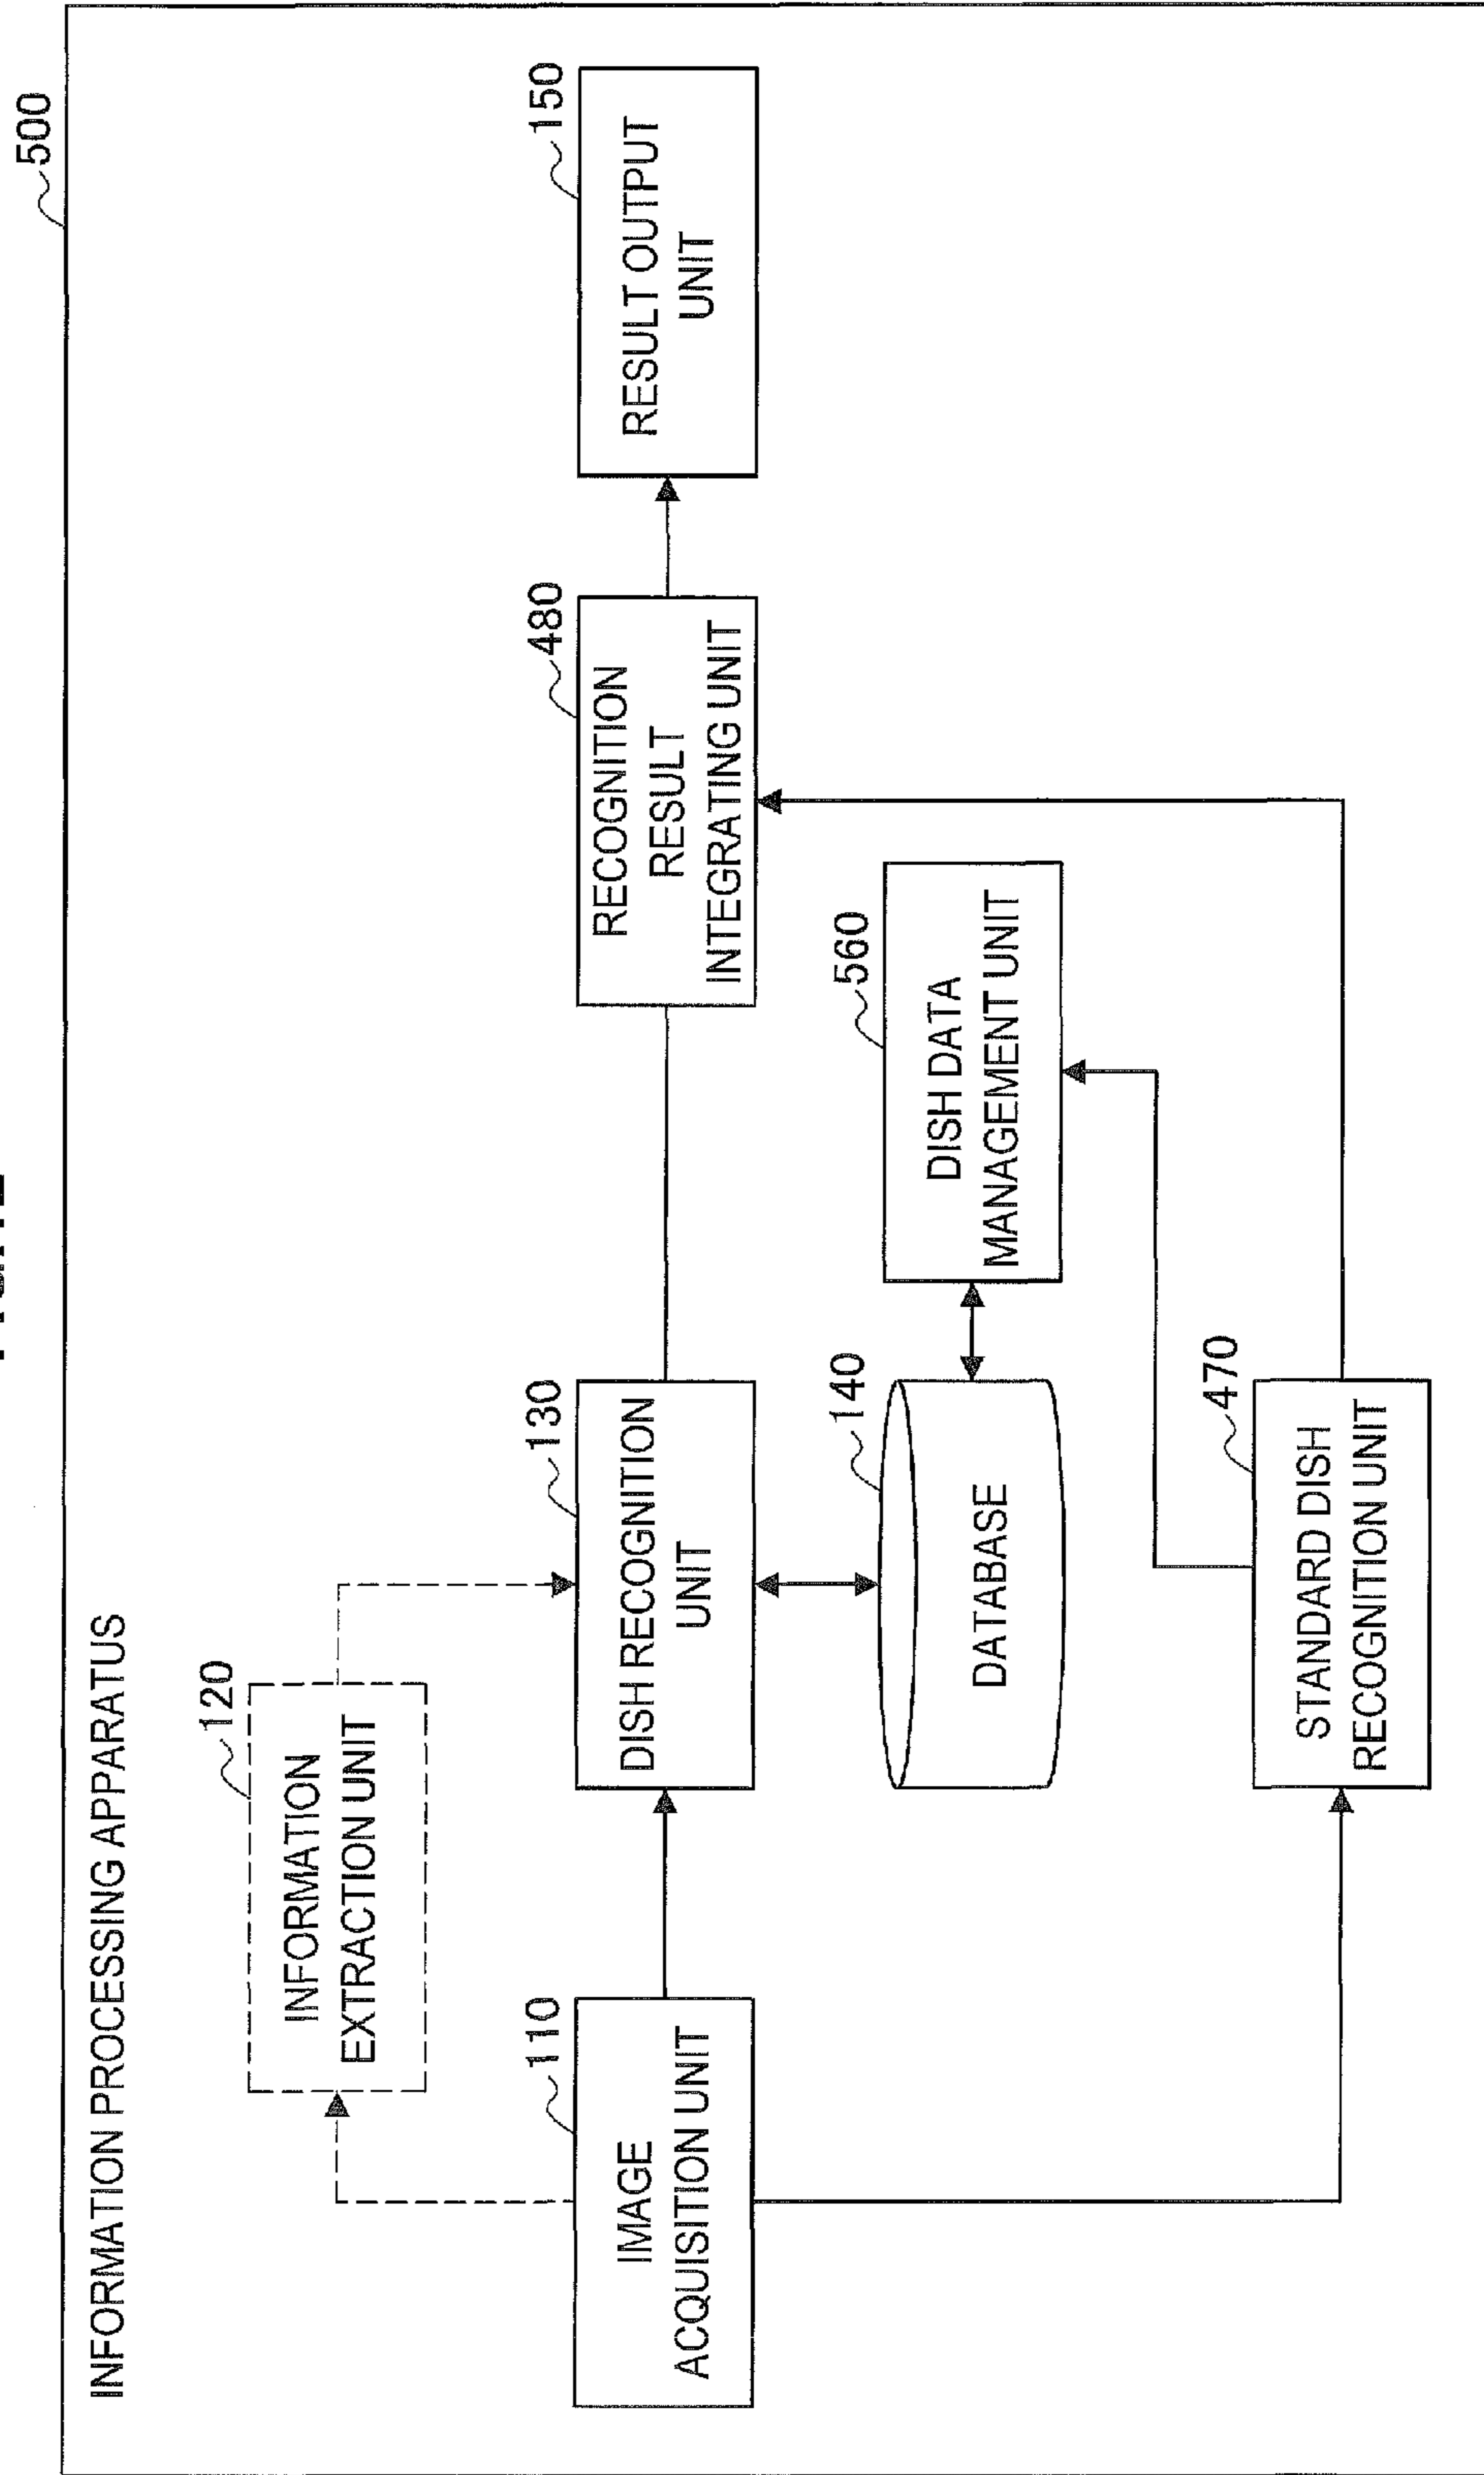 500
INFORMATION PROCESSING APPARATUS
120
INFORMATION
EXTRACTION UNIT
110
IMAGE
ACQUISITION UNIT
130
DISH RECOGNITION
UNIT
480
RECOGNITION
RESULT
INTEGRATING UNIT
150
RESULT OUTPUT
UNIT
140
DATABASE
560
DISH DATA
MANAGEMENT UNIT
470
STANDARD DISH
RECOGNITION UNIT